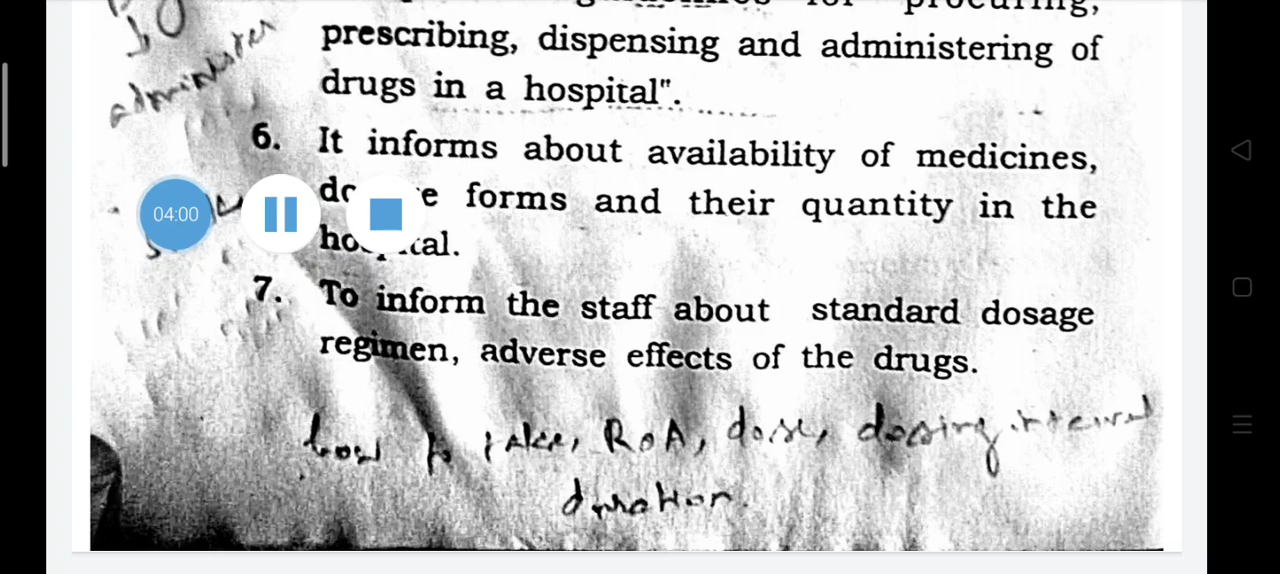 procuring,
prescribing, dispensing and administering of
administer
drugs in a hospital".
6. It informs about availability of medicines,
forms and their quantity in the
04:00
7. To inform the staff about standard dosage
regimen, adverse effects of the drugs.
how to take, RoA, dose, dosing interval
duration.